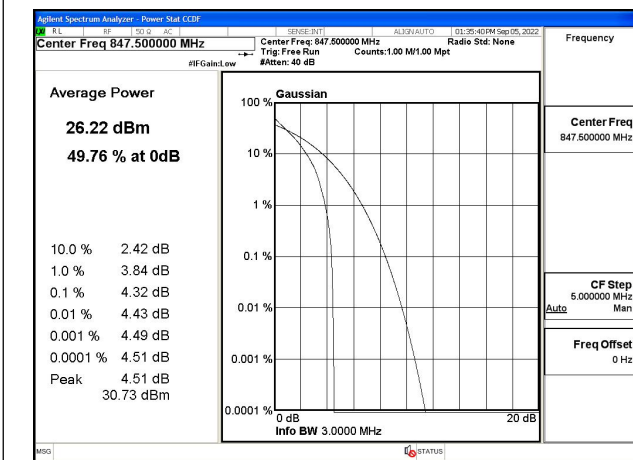 Agilent Spectrum Analyzer - Power Stat CCDF
RL RF 50 Ω AC SENSE:INT ALIGN AUTO 01:35:40 PM Sep 05, 2022
Center Freq 847.500000 MHz
Center Freq: 847.500000 MHz Radio Std: None
Trig: Free Run Counts:1.00 M/1.00 Mpt
#IFGain:Low #Atten: 40 dB
Frequency
Average Power
26.22 dBm
49.76 % at 0dB
10.0 % 2.42 dB
1.0 % 3.84 dB
0.1 % 4.32 dB
0.01 % 4.43 dB
0.001 % 4.49 dB
0.0001 % 4.51 dB
Peak 4.51 dB
30.73 dBm
Gaussian
100 %
10 %
1 %
0.1 %
0.01 %
0.001 %
0.0001 %
0 dB 20 dB
Info BW 3.0000 MHz
Center Freq
847.500000 MHz
CF Step
5.000000 MHz
Auto Man
Freq Offset
0 Hz
MSG STATUS